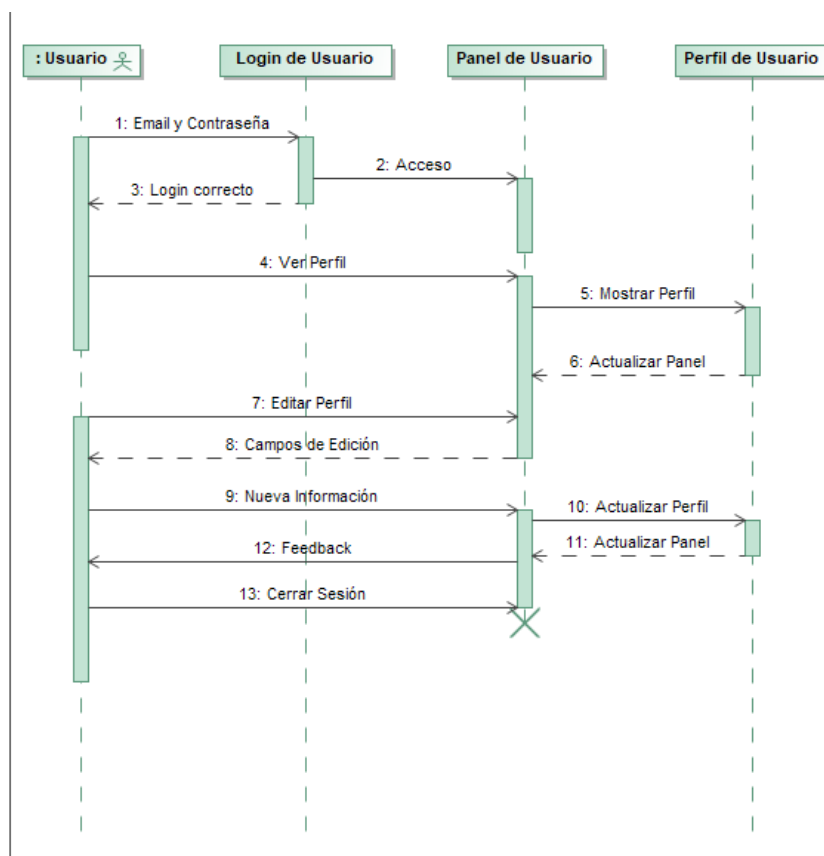 : Usuario
Login de Usuario
Panel de Usuario
Perfil de Usuario
1: Email y Contraseña
2: Acceso
3: Login correcto
4: Ver Perfil
5: Mostrar Perfil
6: Actualizar Panel
7: Editar Perfil
8: Campos de Edición
9: Nueva Información
10: Actualizar Perfil
11: Actualizar Panel
12: Feedback
13: Cerrar Sesión